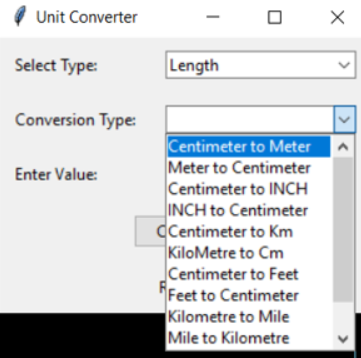 Unit Converter
Select Type: Length
Conversion Type:
Centimeter to Meter
Meter to Centimeter
Centimeter to INCH
Enter Value:
INCH to Centimeter
Centimeter to Km
KiloMetre to Cm
Centimeter to Feet
Feet to Centimeter
Kilometre to Mile
Mile to Kilometre